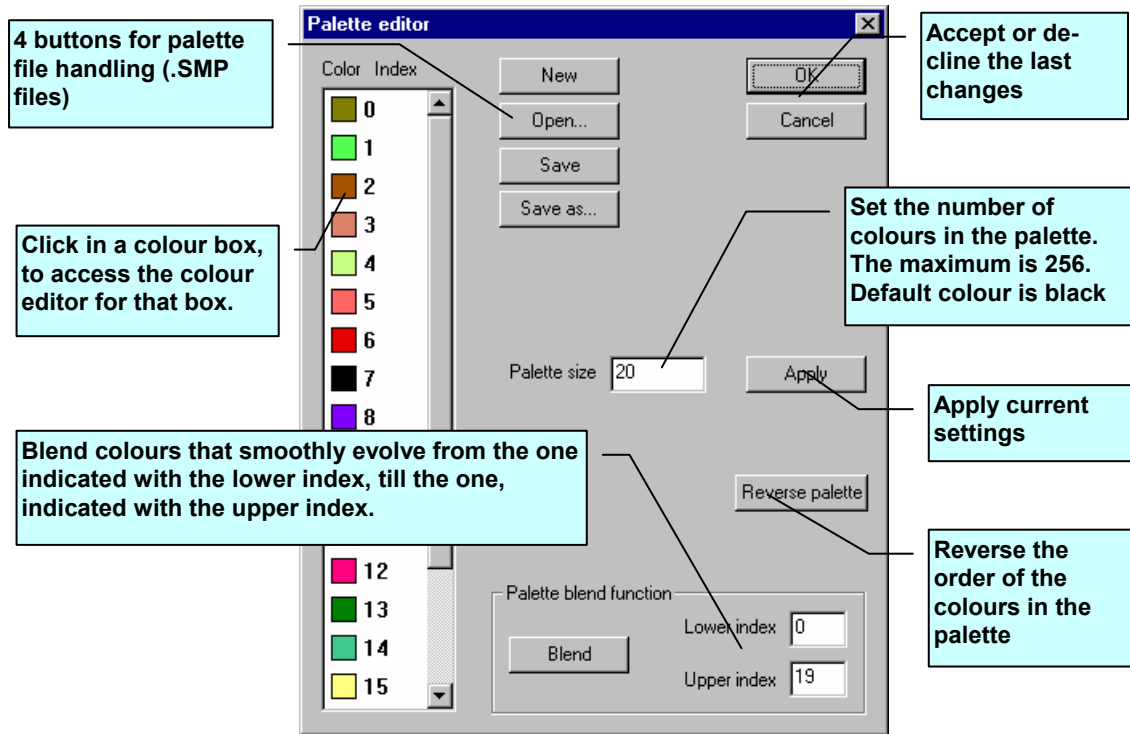 Palette editor
4 buttons for palette
file handling (.SMP
files)
Accept or de-
cline the last
changes
Color Index
New
OK
0
Open...
Cancel
1
Save
2
Save as...
3
Set the number of
colours in the palette.
The maximum is 256.
Default colour is black
Click in a colour box,
to access the colour
editor for that box.
4
5
6
Palette size 20
Apply
7
8
Apply current
settings
Blend colours that smoothly evolve from the one
indicated with the lower index, till the one,
indicated with the upper index.
Reverse palette
Reverse the
order of the
colours in the
palette
12
13
14
15
Palette blend function
Lower index 0
Blend
Upper index 19